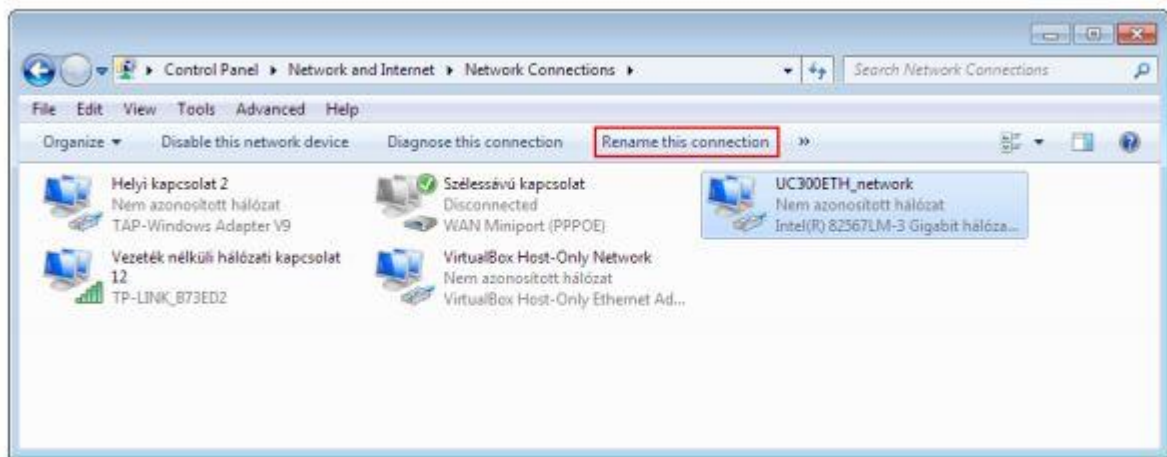 Control Panel Network and Internet Network Connections
Search Network Connections
File Edit View Tools Advanced Help
Organize Disable this network device Diagnose this connection Rename this connection »
Helyi kapcsolat 2
Nem azonosított hálózat
TAP-Windows Adapter V9
Szélessávú kapcsolat
Disconnected
WAN Miniport (PPPOE)
UC300ETH_network
Nem azonosított hálózat
Intel(R) 82567LM-3 Gigabit hálóza...
Vezeték nélküli hálózati kapcsolat
12
TP-LINK_B73ED2
VirtualBox Host-Only Network
Nem azonosított hálózat
VirtualBox Host-Only Ethernet Ad...